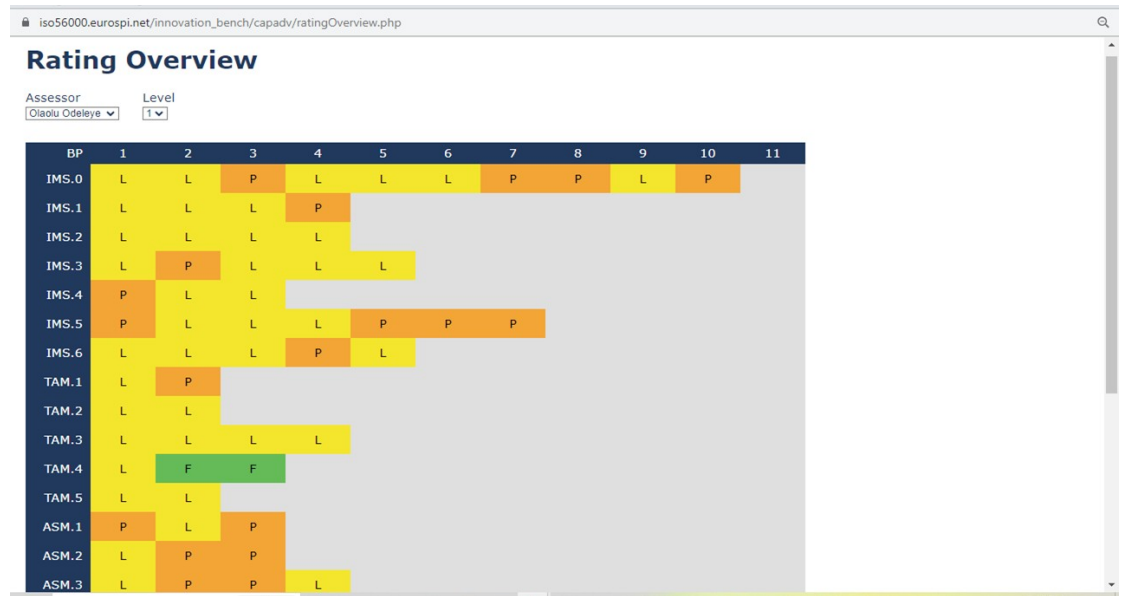 iso56000.eurospi.net/innovation_bench/capadv/ratingOverview.php
Rating Overview
Assessor Level
Olaolu Odeleye 1
BP 1 2 3 4 5 6 7 8 9 10 11
IMS.0 L L P L L L P P L P
IMS.1 L L L P
IMS.2 L L L L
IMS.3 L P L L L
IMS.4 P L L
IMS.5 P L L L P P P
IMS.6 L L L P L
TAM.1 L P
TAM.2 L L
TAM.3 L L L L
TAM.4 L F F
TAM.5 L L
ASM.1 P L P
ASM.2 L P P
ASM.3 L P P L